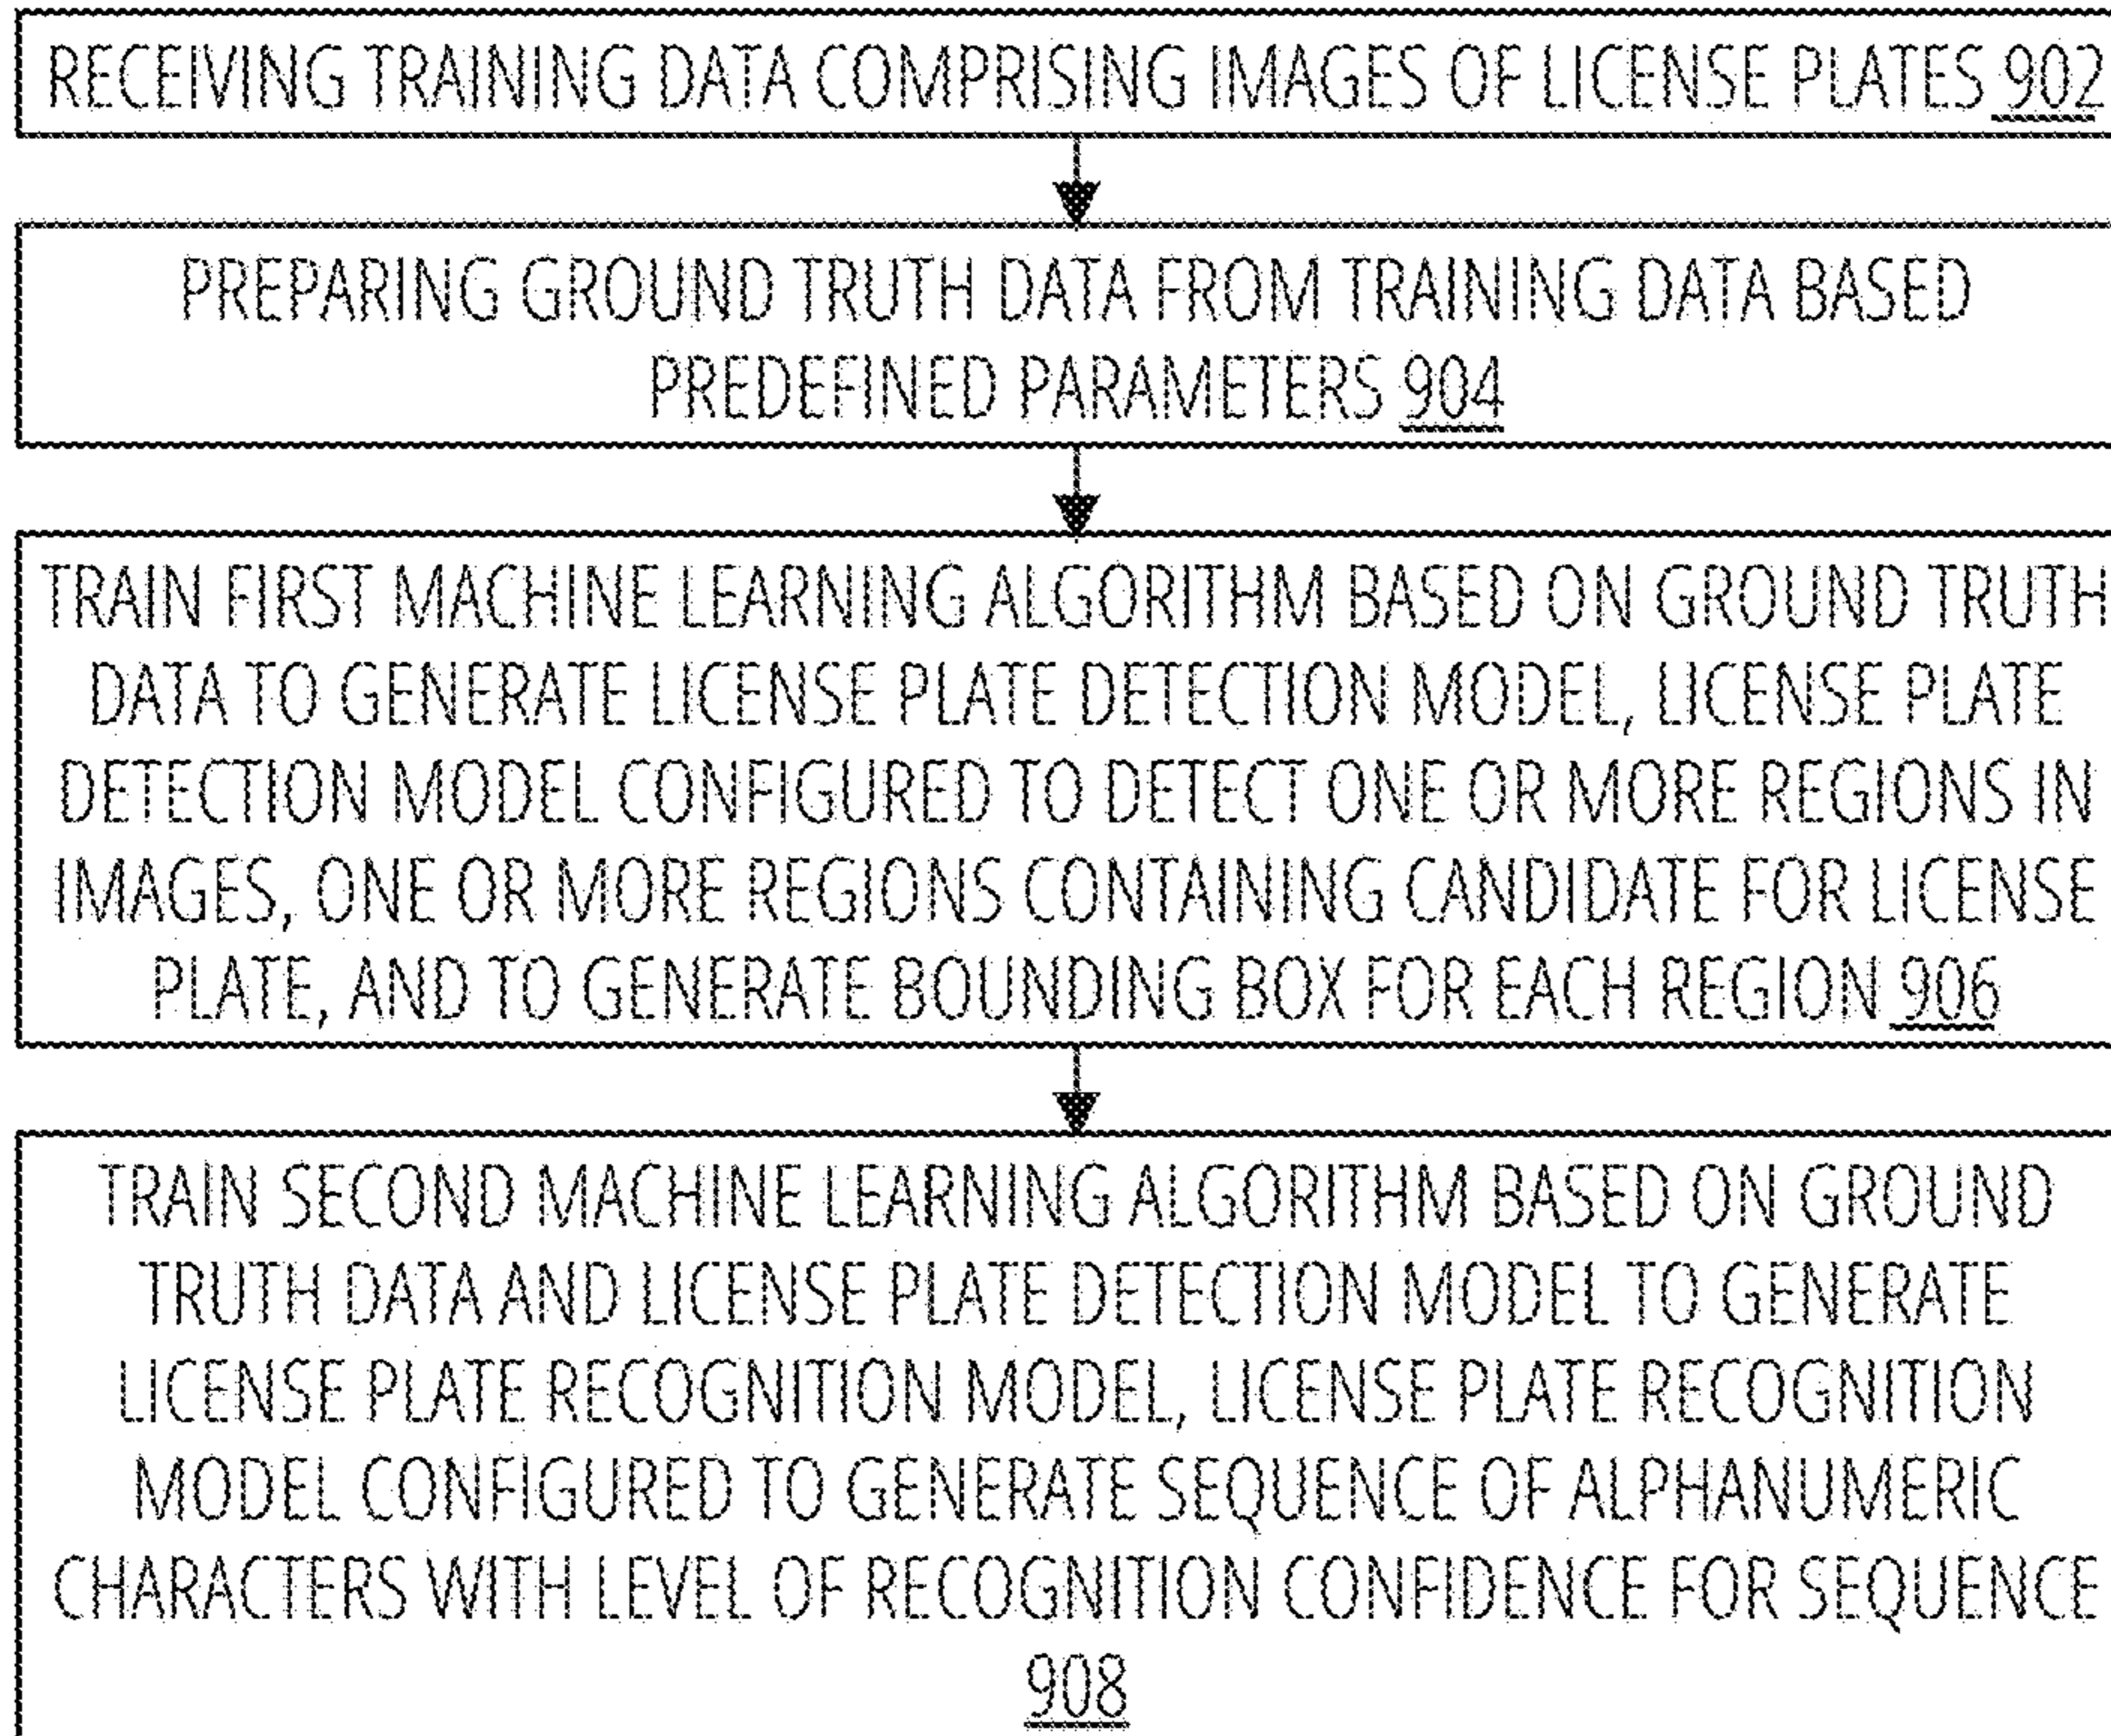 RECEIVING TRAINING DATA COMPRISING IMAGES OF LICENSE PLATES 902
PREPARING GROUND TRUTH DATA FROM TRAINING DATA BASED
PREDEFINED PARAMETERS 904
TRAIN FIRST MACHINE LEARNING ALGORITHM BASED ON GROUND TRUTH
DATA TO GENERATE LICENSE PLATE DETECTION MODEL, LICENSE PLATE
DETECTION MODEL CONFIGURED TO DETECT ONE OR MORE REGIONS IN
IMAGES, ONE OR MORE REGIONS CONTAINING CANDIDATE FOR LICENSE
PLATE, AND TO GENERATE BOUNDING BOX FOR EACH REGION 906
TRAIN SECOND MACHINE LEARNING ALGORITHM BASED ON GROUND
TRUTH DATA AND LICENSE PLATE DETECTION MODEL TO GENERATE
LICENSE PLATE RECOGNITION MODEL, LICENSE PLATE RECOGNITION
MODEL CONFIGURED TO GENERATE SEQUENCE OF ALPHANUMERIC
CHARACTERS WITH LEVEL OF RECOGNITION CONFIDENCE FOR SEQUENCE
908